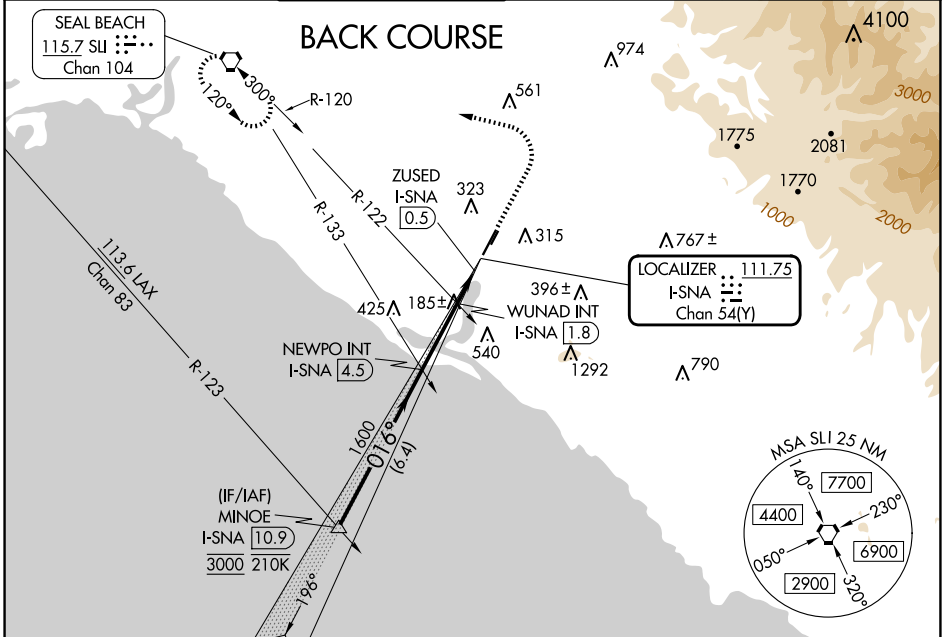 SEAL BEACH
115.7 SLI
Chan 104
BACK COURSE
4100
974
561
3000
120°
300°
R-120
1775
2081
1770
1000
2000
ZUSED
I-SNA
0.5
323
R-122
R-133
315
767 ±
113.6 LAX
Chan 83
LOCALIZER 111.75
I-SNA
Chan 54(Y)
425
185±
396 ±
WUNAD INT
I-SNA 1.8
540
1292
790
NEWPO INT
I-SNA 4.5
R-123
1600
016°
(6.4)
(IF/IAF)
MINOE
I-SNA 10.9
3000 210K
196°
MSA SLI 25 NM
140°
7700
230°
4400
050°
6900
2900
320°